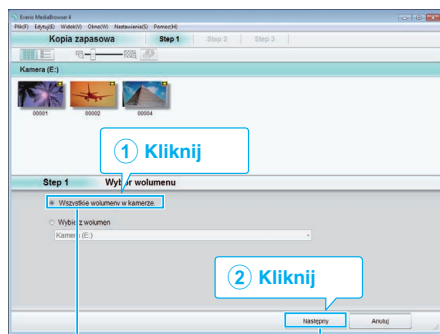 Everio MediaBrowser 4
Plik(F) Edytuj(E) Widok(V) Okno(W) Nastawienia(S) Pomoc(H)
Kopia zapasowa Step 1 Step 2 Step 3
Kamera (E:)
00001 00002 00004
① Kliknij
Step 1 Wybór wolumenu
Wszystkie wolumeny w kamerze.
Wybierz wolumen
Kamera (E:)
② Kliknij
Następny Anuluj